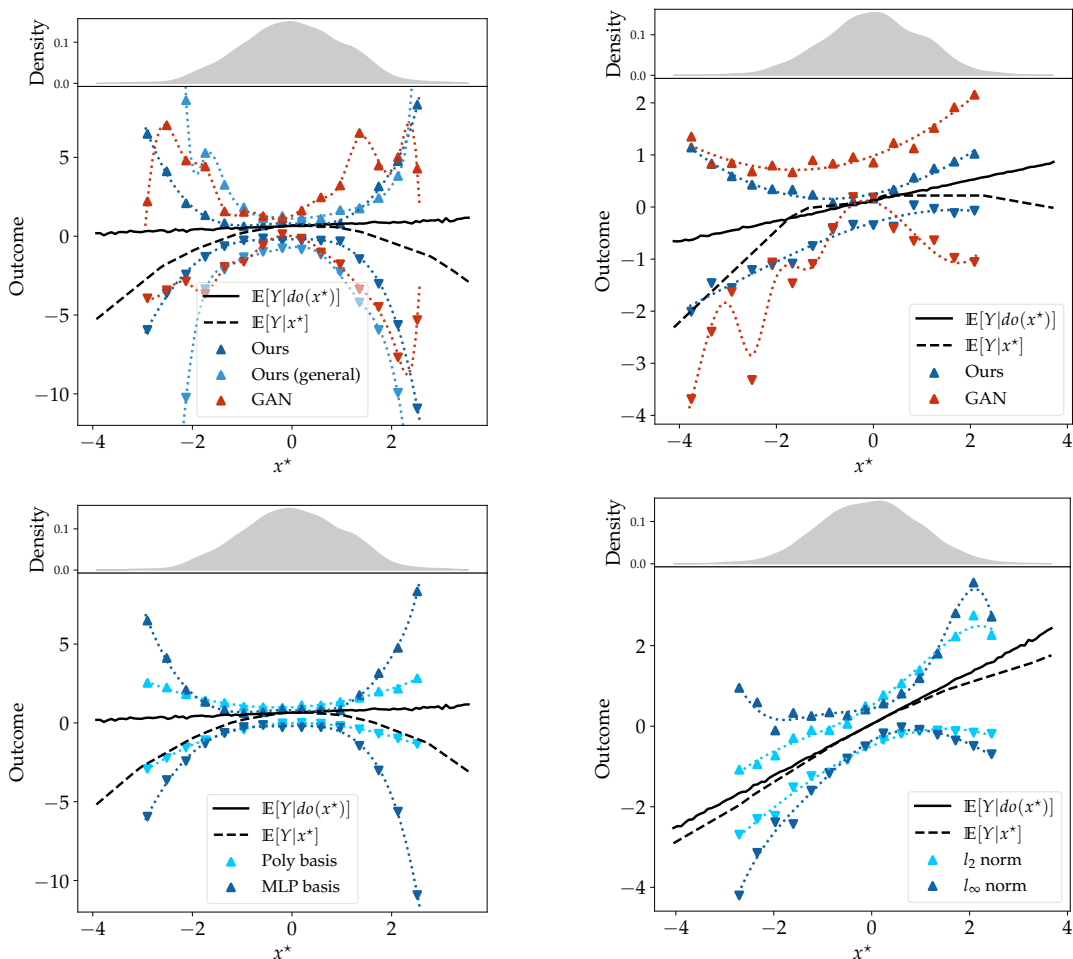 Density
0.1
0.0
Outcome
5
0
−5
−10
𝔼[Y|do(x⋆)]
𝔼[Y|x⋆]
Ours
Ours (general)
GAN
−4 −2 0 2
x⋆
Density
0.1
0.0
Outcome
2
1
0
−1
−2
−3
−4
𝔼[Y|do(x⋆)]
𝔼[Y|x⋆]
Ours
GAN
−4 −2 0 2 4
x⋆
Density
0.1
0.0
Outcome
5
0
−5
−10
𝔼[Y|do(x⋆)]
𝔼[Y|x⋆]
Poly basis
MLP basis
−4 −2 0 2
x⋆
Density
0.1
0.0
Outcome
2
0
−2
−4
𝔼[Y|do(x⋆)]
𝔼[Y|x⋆]
l₂ norm
l∞ norm
−4 −2 0 2 4
x⋆